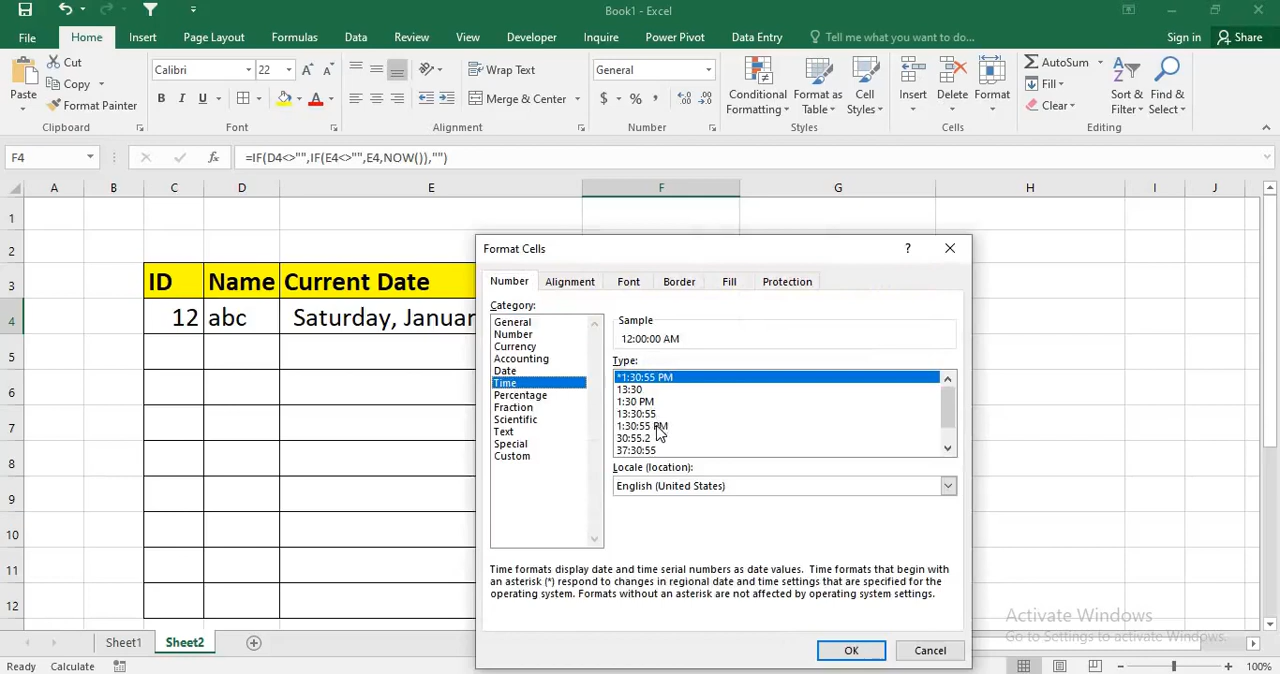 Book1 - Excel
File Home Insert Page Layout Formulas Data Review View Developer Inquire Power Pivot Data Entry Tell me what you want to do... Sign in Share
Paste Cut Copy Format Painter
Clipboard
Calibri 22 B I U A A A
Font
Wrap Text
Merge & Center
Alignment
General
$ % ,
Number
Conditional Formatting Format as Table Cell Styles
Styles
Insert Delete Format
Cells
AutoSum Fill Clear Sort & Filter Find & Select
Editing
F4 fx =IF(D4<>"",IF(E4<>"",E4,NOW()),"")
A B C D E F G H I J
1
2
3 ID Name Current Date
4 12 abc Saturday, Januar
5
6
7
8
9
10
11
12
Format Cells ?
Number Alignment Font Border Fill Protection
Category:
General
Number
Currency
Accounting
Date
Time
Percentage
Fraction
Scientific
Text
Special
Custom
Sample
12:00:00 AM
Type:
*1:30:55 PM
13:30
1:30 PM
13:30:55
1:30:55 PM
30:55.2
37:30:55
Locale (location):
English (United States)
Time formats display date and time serial numbers as date values. Time formats that begin with
an asterisk (*) respond to changes in regional date and time settings that are specified for the
operating system. Formats without an asterisk are not affected by operating system settings.
OK Cancel
Activate Windows
Go to Settings to activate Windows.
Sheet1 Sheet2
Ready Calculate 100%